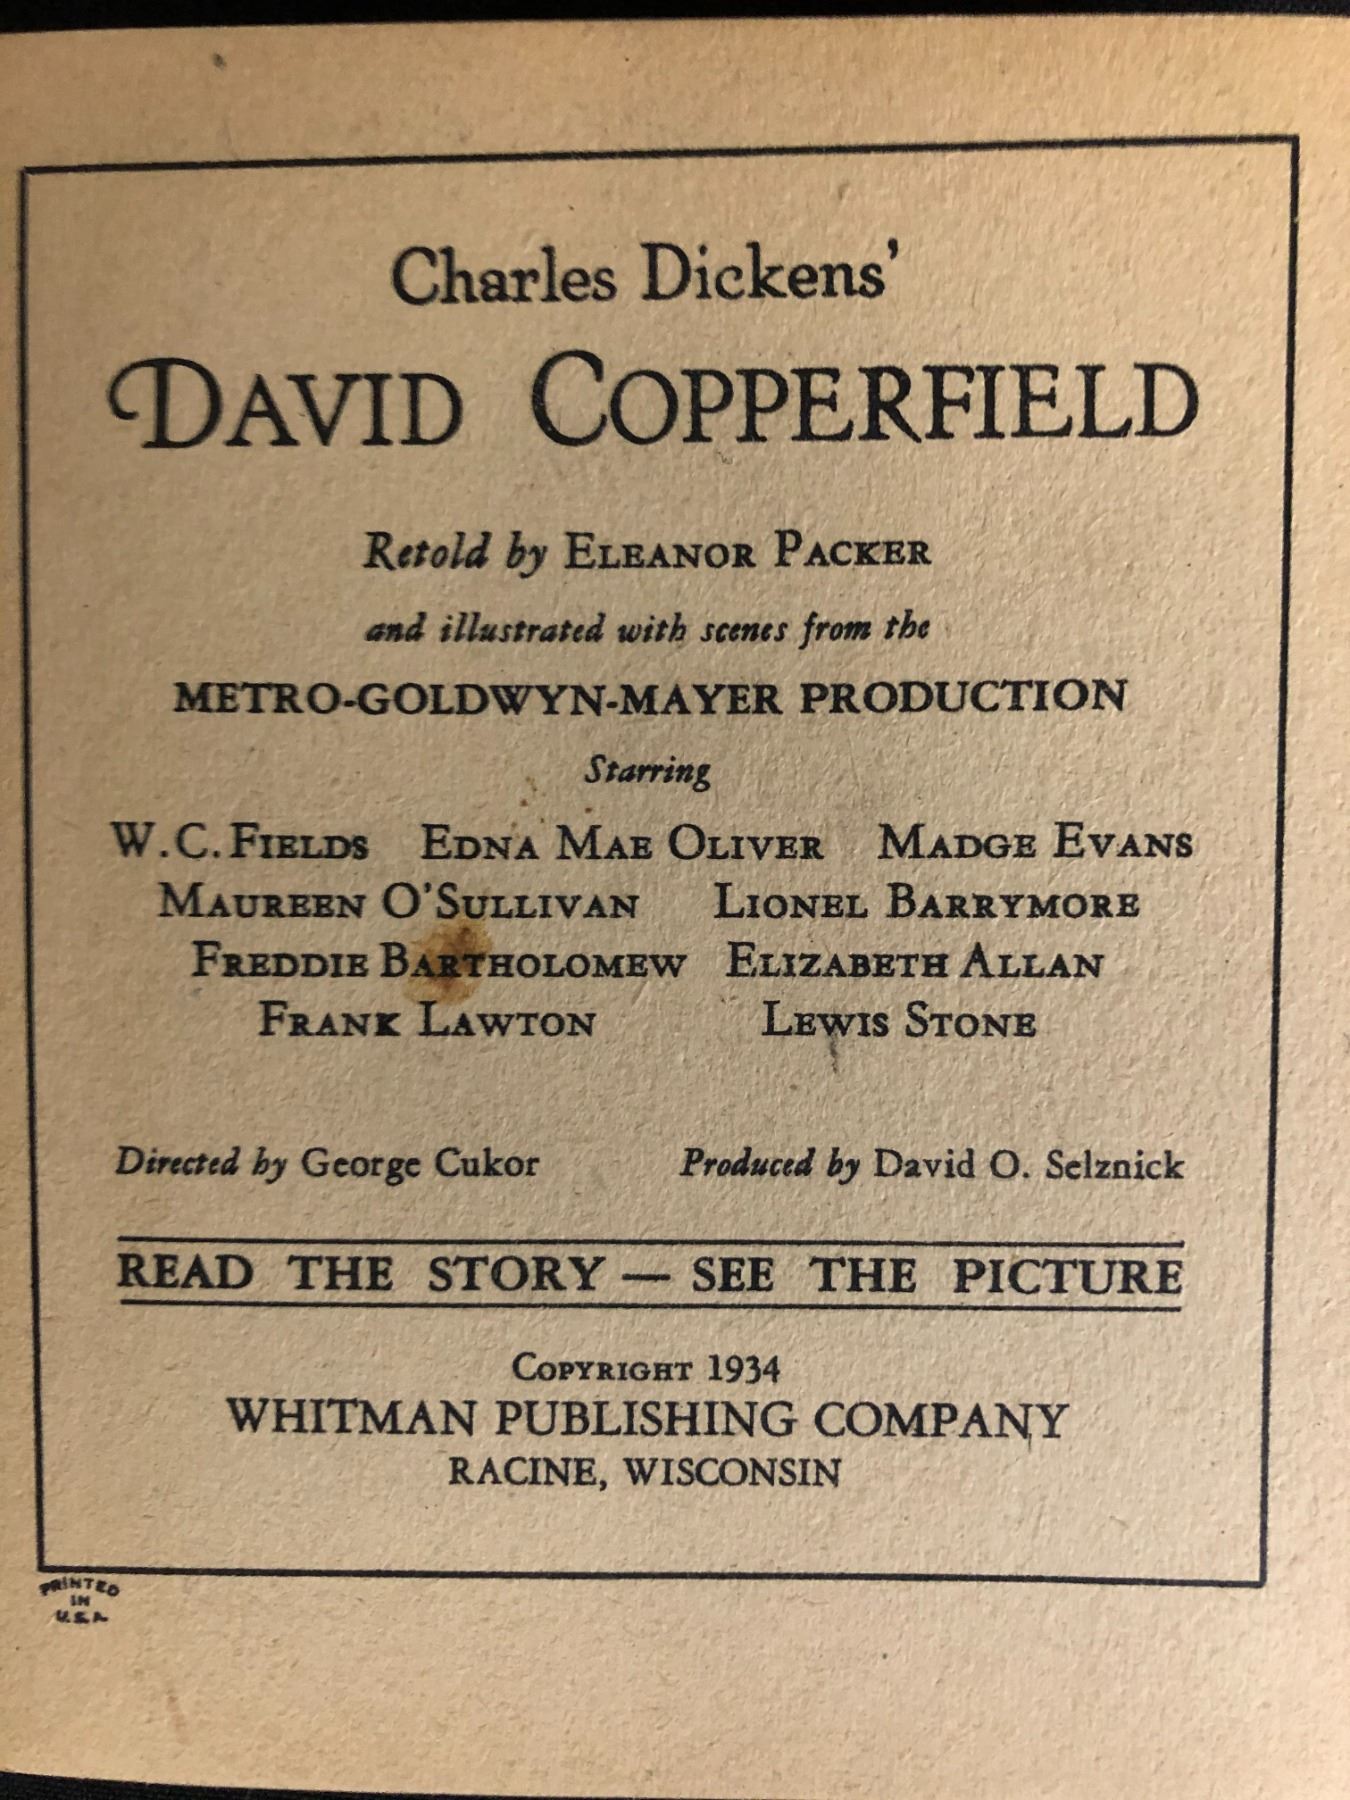 Charles Dickens'
DAVID COPPERFIELD
Retold by ELEANOR PACKER
and illustrated with scenes from the
METRO-GOLDWYN-MAYER PRODUCTION
Starring
W. C. FIELDS EDNA MAE OLIVER MADGE EVANS
MAUREEN O'SULLIVAN LIONEL BARRYMORE
FREDDIE BARTHOLOMEW ELIZABETH ALLAN
FRANK LAWTON LEWIS STONE
Directed by George Cukor Produced by David O. Selznick
READ THE STORY — SEE THE PICTURE
COPYRIGHT 1934
WHITMAN PUBLISHING COMPANY
RACINE, WISCONSIN
PRINTED
IN
U.S.A.